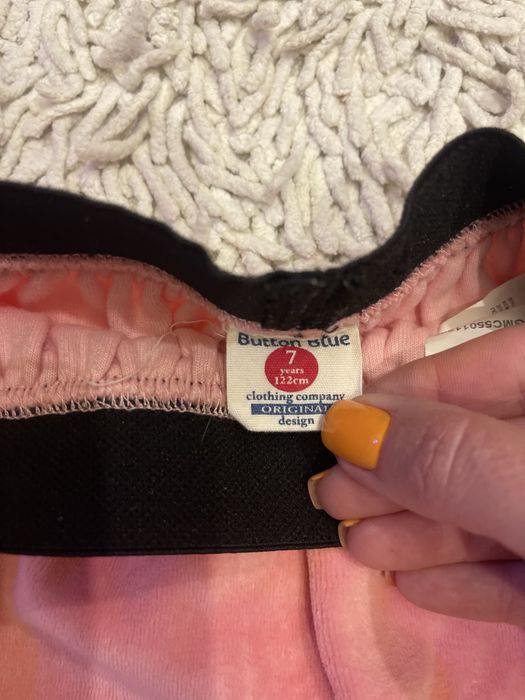 Button Blue
7
years
122cm
clothing company
ORIGINAL
design